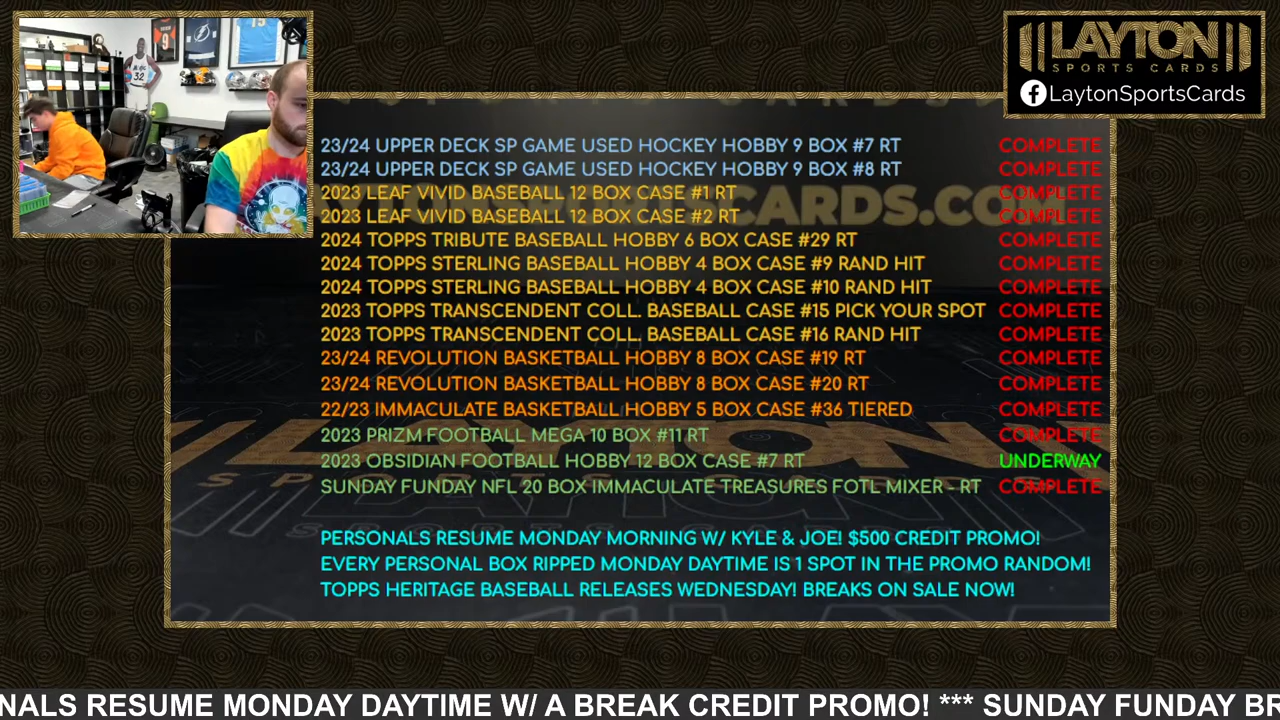 LAYTON
SPORTS CARDS
LaytonSportsCards
23/24 UPPER DECK SP GAME USED HOCKEY HOBBY 9 BOX #7 RT COMPLETE
23/24 UPPER DECK SP GAME USED HOCKEY HOBBY 9 BOX #8 RT COMPLETE
2023 LEAF VIVID BASEBALL 12 BOX CASE #1 RT COMPLETE
2023 LEAF VIVID BASEBALL 12 BOX CASE #2 RT COMPLETE
2024 TOPPS TRIBUTE BASEBALL HOBBY 6 BOX CASE #29 RT COMPLETE
2024 TOPPS STERLING BASEBALL HOBBY 4 BOX CASE #9 RAND HIT COMPLETE
2024 TOPPS STERLING BASEBALL HOBBY 4 BOX CASE #10 RAND HIT COMPLETE
2023 TOPPS TRANSCENDENT COLL. BASEBALL CASE #15 PICK YOUR SPOT COMPLETE
2023 TOPPS TRANSCENDENT COLL. BASEBALL CASE #16 RAND HIT COMPLETE
23/24 REVOLUTION BASKETBALL HOBBY 8 BOX CASE #19 RT COMPLETE
23/24 REVOLUTION BASKETBALL HOBBY 8 BOX CASE #20 RT COMPLETE
22/23 IMMACULATE BASKETBALL HOBBY 5 BOX CASE #36 TIERED COMPLETE
2023 PRIZM FOOTBALL MEGA 10 BOX #11 RT COMPLETE
2023 OBSIDIAN FOOTBALL HOBBY 12 BOX CASE #7 RT UNDERWAY
SUNDAY FUNDAY NFL 20 BOX IMMACULATE TREASURES FOTL MIXER - RT COMPLETE
PERSONALS RESUME MONDAY MORNING W/ KYLE & JOE! $500 CREDIT PROMO!
EVERY PERSONAL BOX RIPPED MONDAY DAYTIME IS 1 SPOT IN THE PROMO RANDOM!
TOPPS HERITAGE BASEBALL RELEASES WEDNESDAY! BREAKS ON SALE NOW!
NALS RESUME MONDAY DAYTIME W/ A BREAK CREDIT PROMO! *** SUNDAY FUNDAY BR